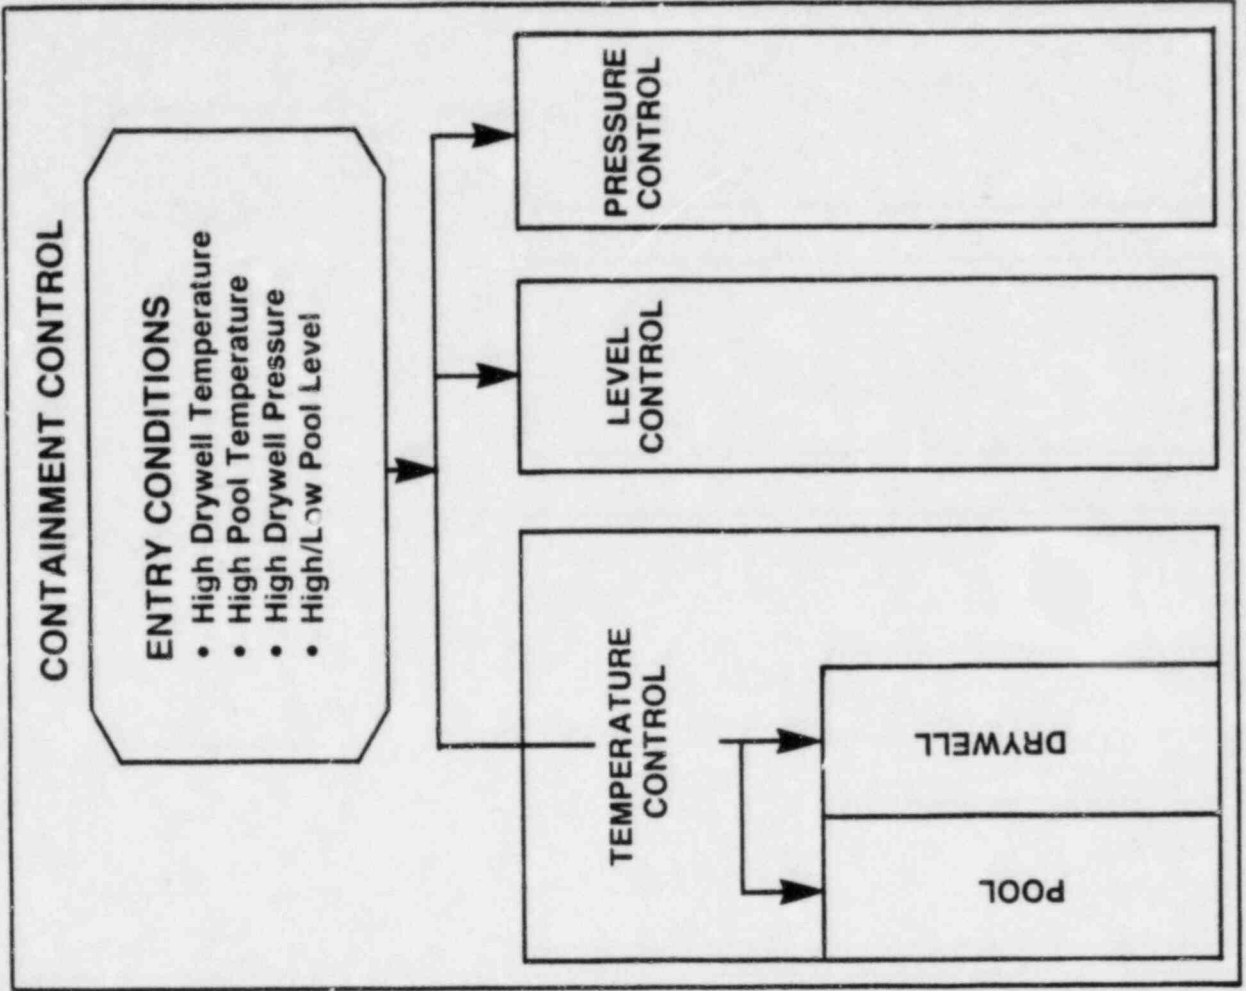 CONTAINMENT CONTROL
ENTRY CONDITIONS
• High Drywell Temperature
• High Pool Temperature
• High Drywell Pressure
• High/Low Pool Level
TEMPERATURE
CONTROL
POOL
DRYWELL
LEVEL
CONTROL
PRESSURE
CONTROL